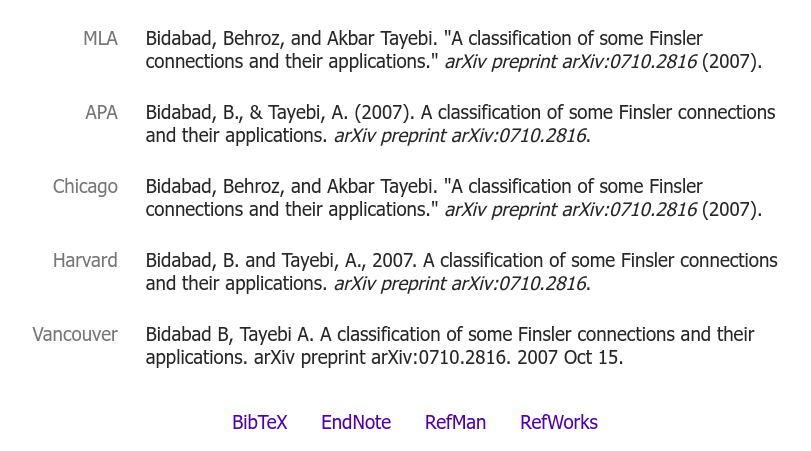 MLA Bidabad, Behroz, and Akbar Tayebi. "A classification of some Finsler
connections and their applications." arXiv preprint arXiv:0710.2816 (2007).
APA Bidabad, B., & Tayebi, A. (2007). A classification of some Finsler connections
and their applications. arXiv preprint arXiv:0710.2816.
Chicago Bidabad, Behroz, and Akbar Tayebi. "A classification of some Finsler
connections and their applications." arXiv preprint arXiv:0710.2816 (2007).
Harvard Bidabad, B. and Tayebi, A., 2007. A classification of some Finsler connections
and their applications. arXiv preprint arXiv:0710.2816.
Vancouver Bidabad B, Tayebi A. A classification of some Finsler connections and their
applications. arXiv preprint arXiv:0710.2816. 2007 Oct 15.
BibTeX EndNote RefMan RefWorks